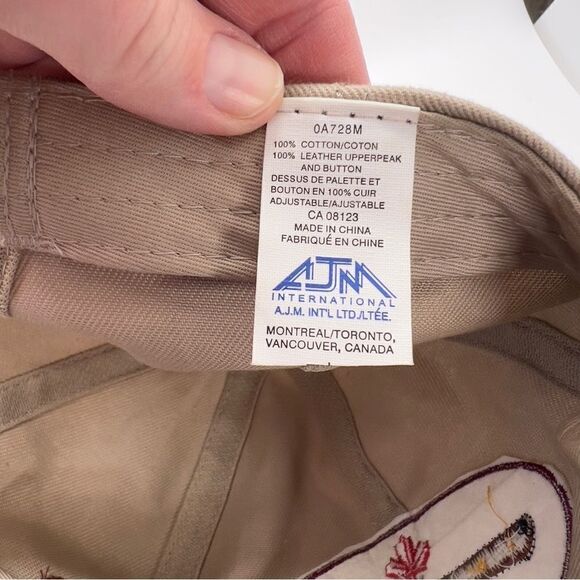 0A728M
100% COTTON/COTON
100% LEATHER UPPERPEAK
AND BUTTON
DESSUS DE PALETTE ET
BOUTON EN 100% CUIR
ADJUSTABLE/AJUSTABLE
CA 08123
MADE IN CHINA
FABRIQUÉ EN CHINE
AJM
INTERNATIONAL
A.J.M. INT'L LTD./LTÉE.
MONTREAL/TORONTO,
VANCOUVER, CANADA